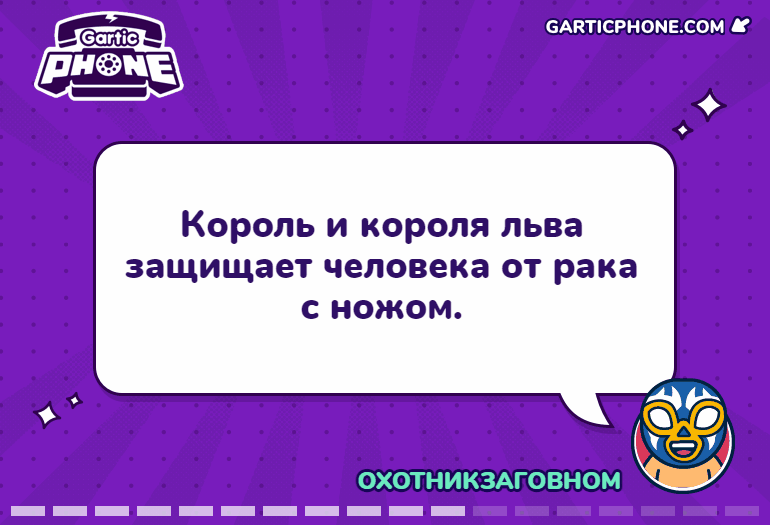 Gartic
PHONE
GARTICPHONE.COM
Король и короля льва
защищает человека от рака
с ножом.
ОХОТНИКЗАГОВНОМ